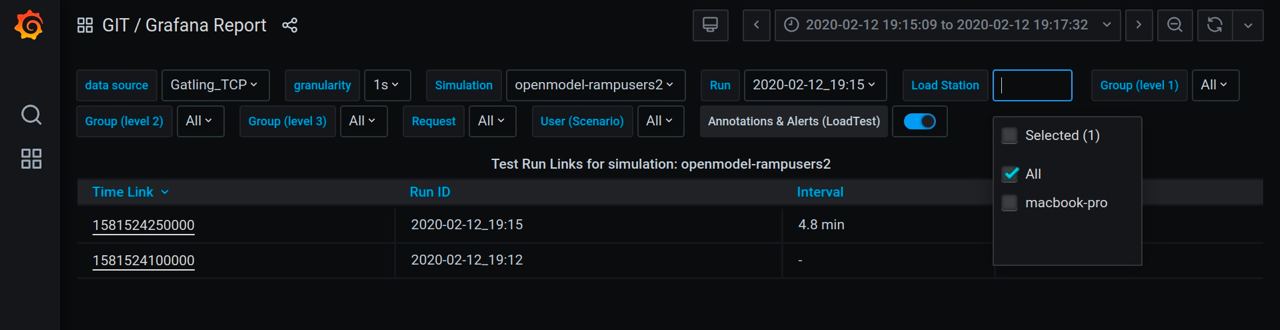 GIT / Grafana Report
2020-02-12 19:15:09 to 2020-02-12 19:17:32
data source Gatling_TCP granularity 1s Simulation openmodel-rampusers2 Run 2020-02-12_19:15 Load Station Group (level 1) All
Group (level 2) All Group (level 3) All Request All User (Scenario) All Annotations & Alerts (LoadTest)
Selected (1)
All
macbook-pro
Test Run Links for simulation: openmodel-rampusers2
Time Link Run ID Interval
1581524250000 2020-02-12_19:15 4.8 min
1581524100000 2020-02-12_19:12 -